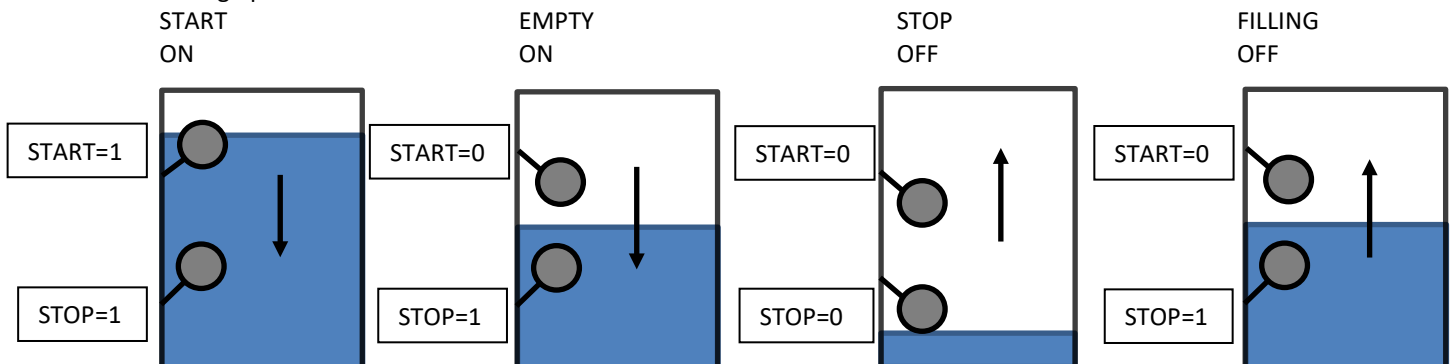 START
ON
EMPTY
ON
STOP
OFF
FILLING
OFF
START=1
START=0
START=0
START=0
STOP=1
STOP=1
STOP=0
STOP=1